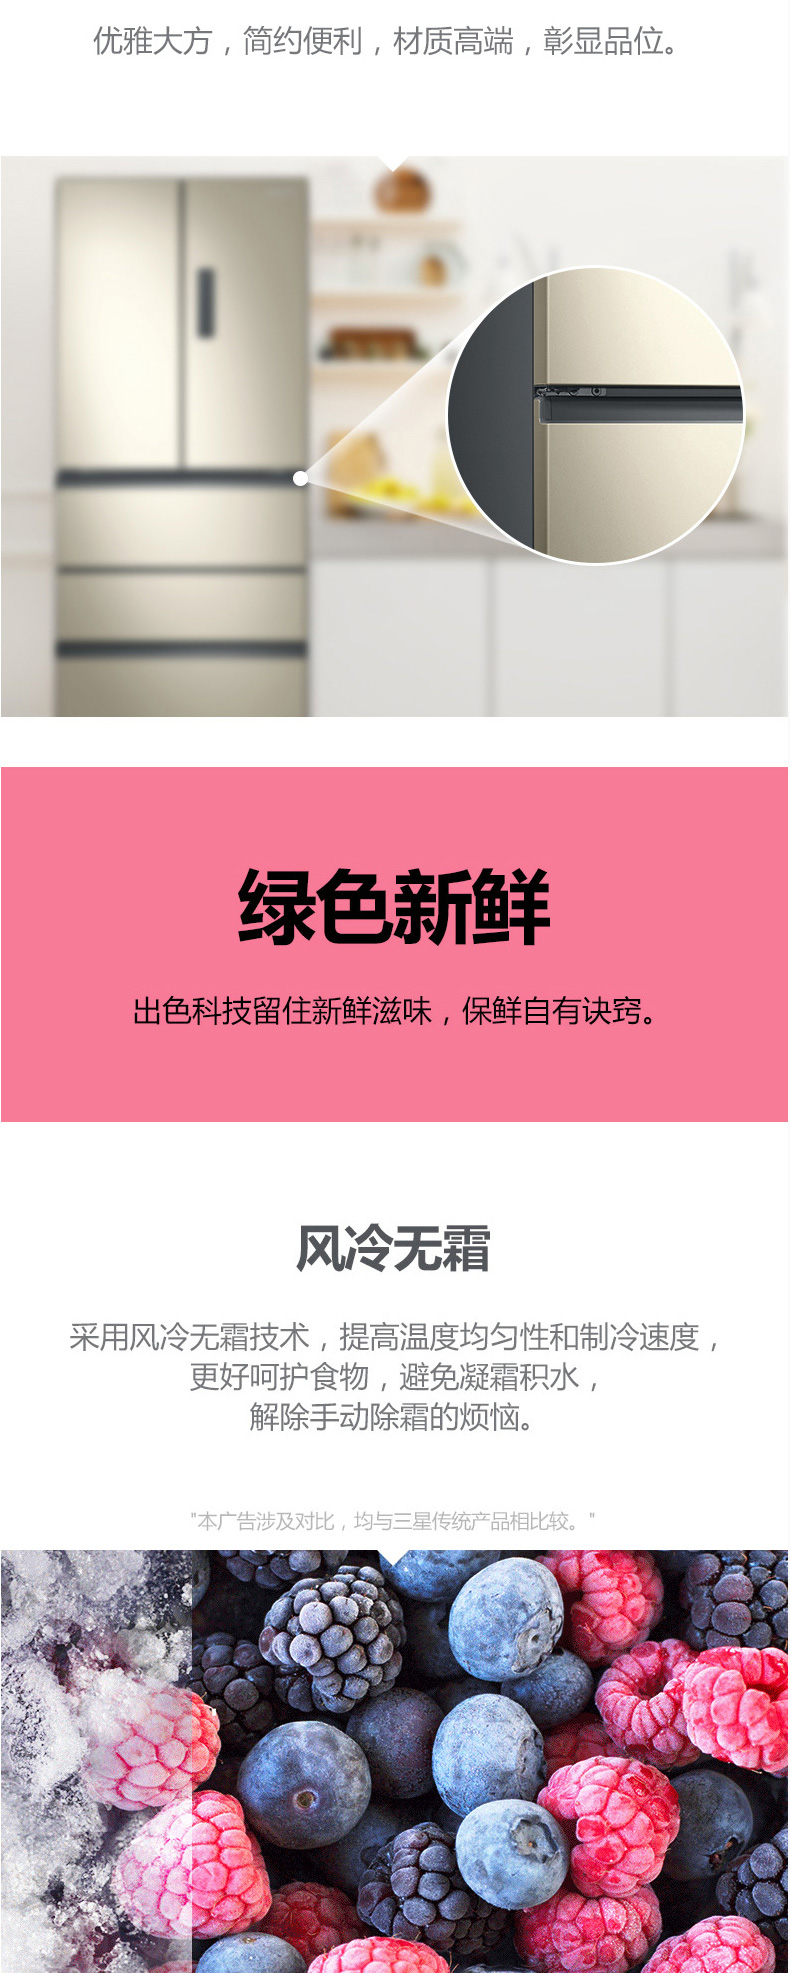 优雅大方，简约便利，材质高端，彰显品位。
绿色新鲜
出色科技留住新鲜滋味，保鲜自有诀窍。
风冷无霜
采用风冷无霜技术，提高温度均匀性和制冷速度，
更好呵护食物，避免凝霜积水，
解除手动除霜的烦恼。
"本广告涉及对比，均与三星传统产品相比较。"